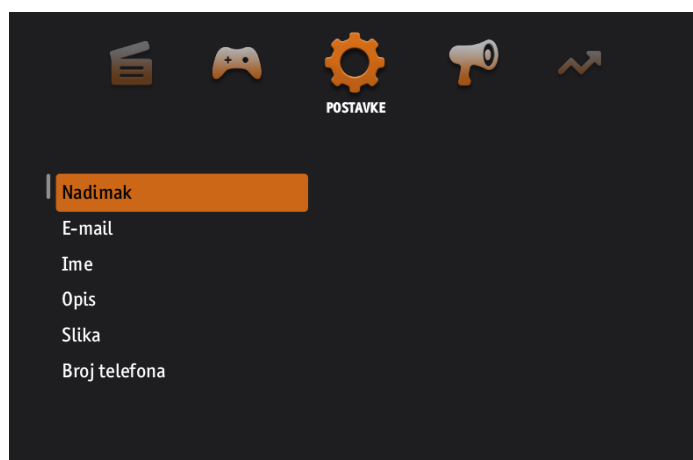 POSTAVKE
Nadimak
E-mail
Ime
Opis
Slika
Broj telefona